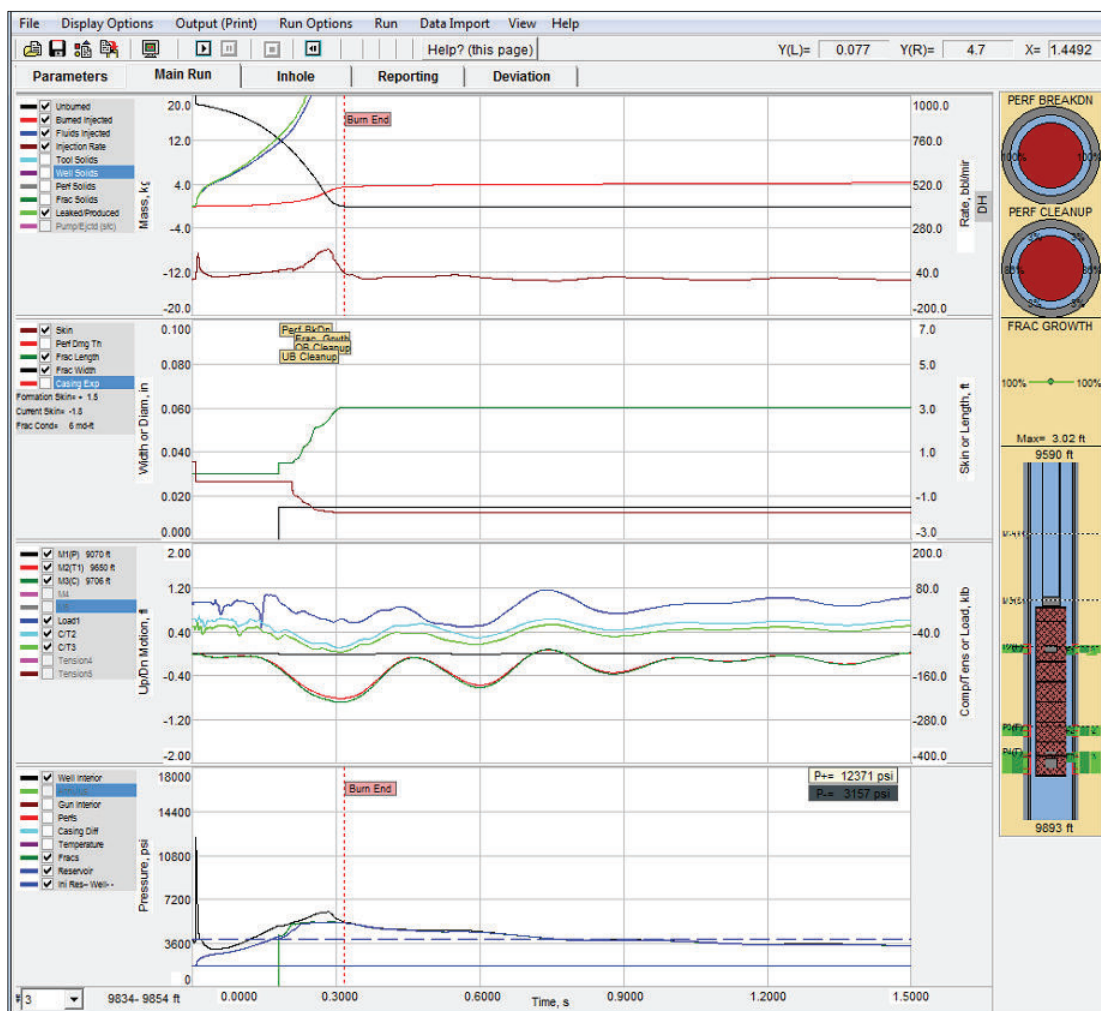 File Display Options Output (Print) Run Options Run Data Import View Help
Help? (this page) Y(L)= 0.077 Y(R)= 4.7 X= 1.4492
Parameters Main Run Inhole Reporting Deviation
Unburned
Burned Injected
Fluids Injected
Injection Rate
Tool Solids
Well Solids
Perf Solids
Frac Solids
Leaked/Produced
Pump/Ejctd (sfc)
Mass, kg
20.0
12.0
4.0
-4.0
-12.0
-20.0
Burn End
1000.0
760.0
520.0
280.0
40.0
-200.0
Rate, bbl/mir
DH
Skin
Perf Dmg Th
Frac Length
Frac Width
Casing Exp
Formation Skin= + 1.5
Current Skin= -1.8
Frac Cond= 6 md-ft
Width or Diam, in
0.100
0.080
0.060
0.040
0.020
0.000
Perf BkDn
Frac. Gwth
OB Cleanup
UB Cleanup
7.0
5.0
3.0
1.0
-1.0
-3.0
Skin or Length, ft
M1(P) 9070 ft
M2(T1) 9650 ft
M3(C) 9706 ft
M4
Load1
C/T2
C/T3
Tension4
Tension5
Up/Dn Motion, ft
2.00
1.20
0.40
-0.40
-1.20
-2.00
200.0
80.0
-40.0
-160.0
-280.0
-400.0
Comp/Tens or Load, klb
Well Interior
Annulus
Gun Interior
Perfs
Casing Diff
Temperature
Fracs
Reservoir
Ini Res-- Well- -
Pressure, psi
18000
14400
10800
7200
3600
0
Burn End
P+= 12371 psi
P-= 3157 psi
3 9834- 9854 ft 0.0000 0.3000 0.6000 0.9000 1.2000 1.5000
Time, s
PERF BREAKDN
100% 100%
PERF CLEANUP
3% 3%
85% 85%
3% 3%
FRAC GROWTH
100% 100%
Max= 3.02 ft
9590 ft
9893 ft